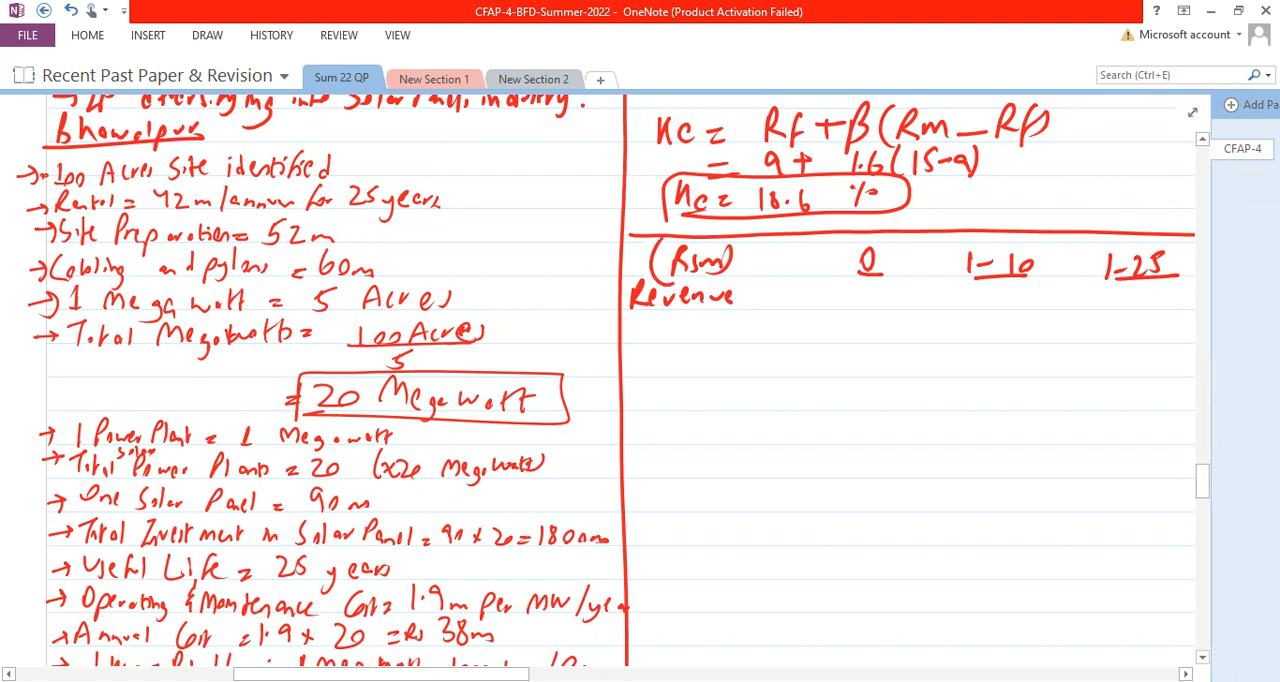 CFAP-4-BFD-Summer-2022 - OneNote (Product Activation Failed)
FILE HOME INSERT DRAW HISTORY REVIEW VIEW Microsoft account
Recent Past Paper & Revision Sum 22 QP New Section 1 New Section 2 Search (Ctrl+E)
Add Pa
CFAP-4
into Solar Panel industry.
Bhawalpur
→ 100 Acres Site identified
→ Rental = 42m/annum for 25 years
→ Site Preparation = 52m
→ Cabling and pylons = 60m
→ 1 Mega watt = 5 Acres
→ Total Megawatts = 100 Acres
5
= 20 Mega watt
→ 1 Power Plant = 1 Megawatt
→ Total Solar Power Plants = 20 (x20 Megawatt)
→ One Solar Panel = 90m
→ Total Investment in Solar Panel = 90 x 20 = 1800m
→ Useful Life = 25 years
→ Operating & Maintenance Cost = 1.9m per MW/year
→ Annual Cost = 1.9 x 20 = Rs 38m
Ke = Rf + β (Rm - Rf)
= 9 + 1.6 (15-9)
Ke = 18.6 %
(Rsm) 0 1-10 1-25
Revenue